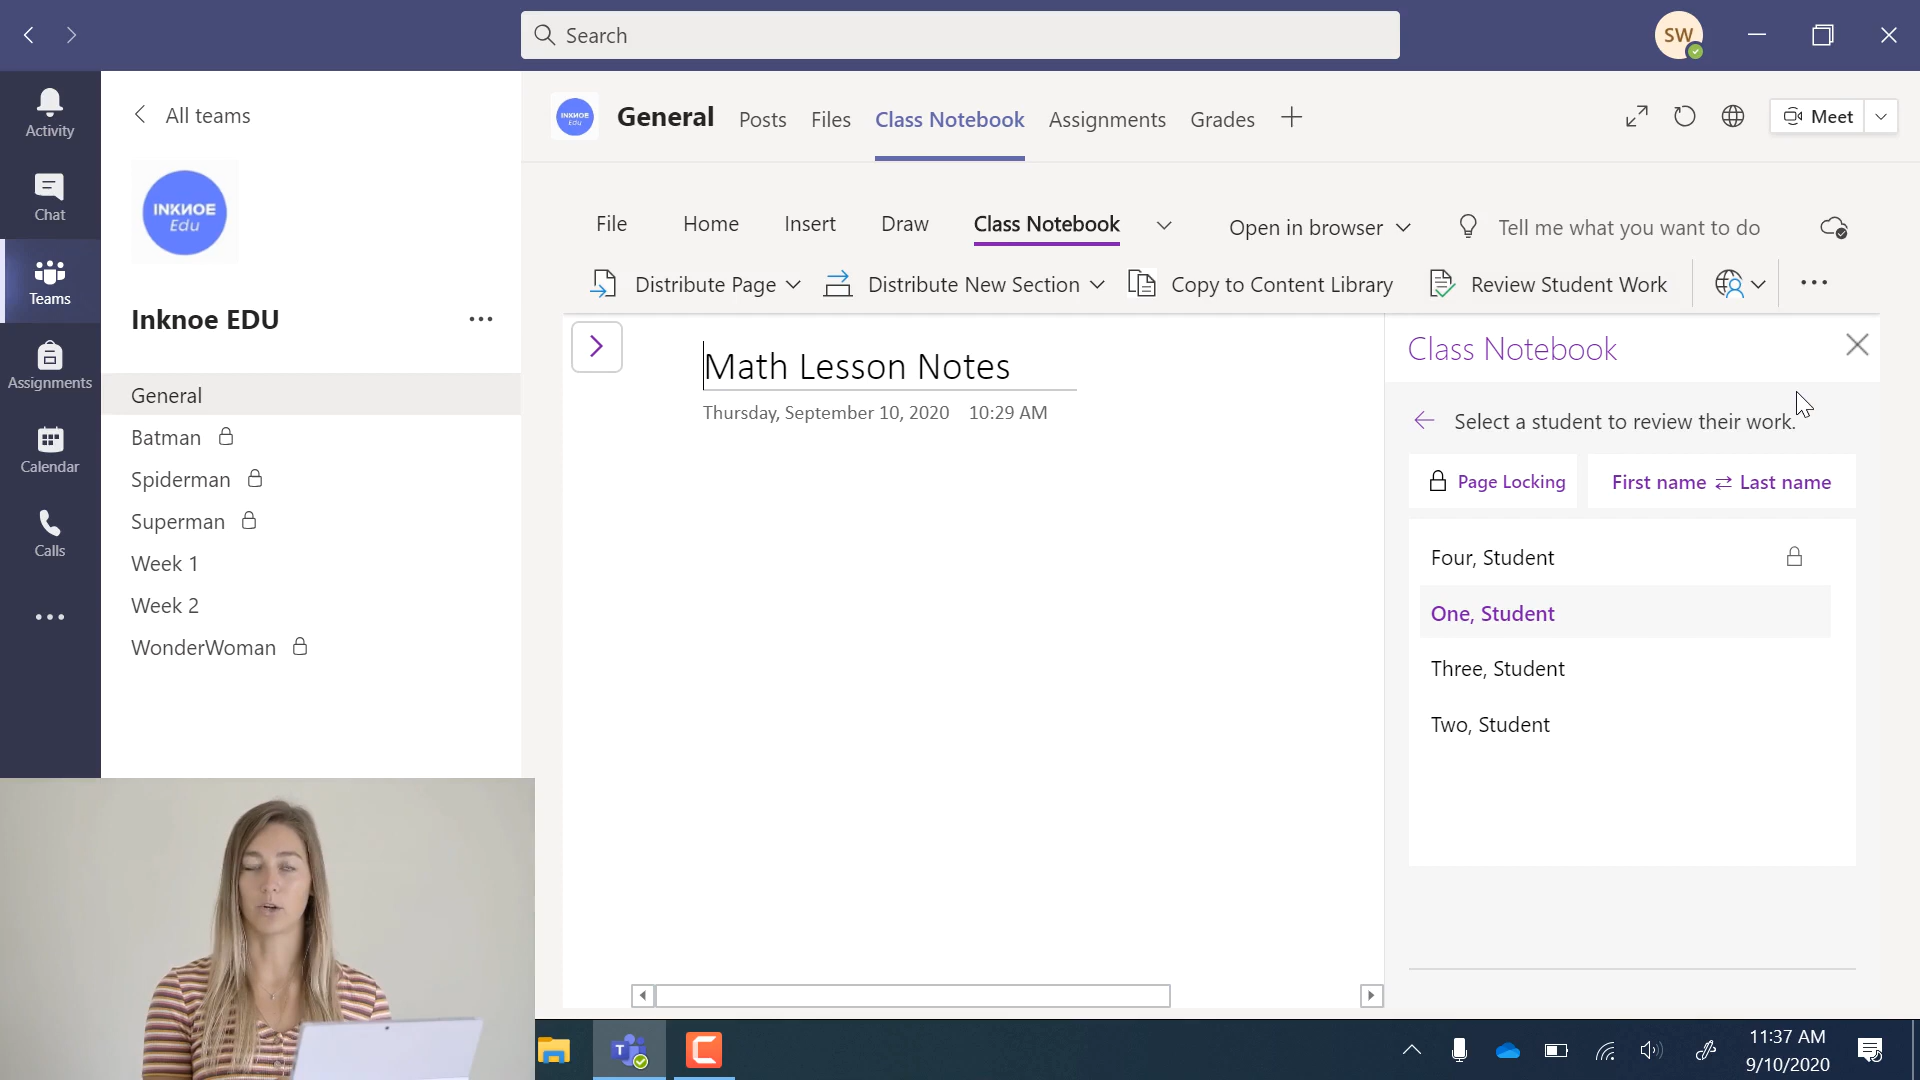 Search
SW
Activity
Chat
Teams
Assignments
Calendar
Calls
All teams
INKNOE
Edu
Inknoe EDU
General
Batman
Spiderman
Superman
Week 1
Week 2
WonderWoman
INKNOE
Edu
General Posts Files Class Notebook Assignments Grades
Meet
File Home Insert Draw Class Notebook Open in browser Tell me what you want to do
Distribute Page Distribute New Section Copy to Content Library Review Student Work
Math Lesson Notes
Thursday, September 10, 2020 10:29 AM
Class Notebook
Select a student to review their work.
Page Locking First name ⇄ Last name
Four, Student
One, Student
Three, Student
Two, Student
T
C
11:37 AM
9/10/2020